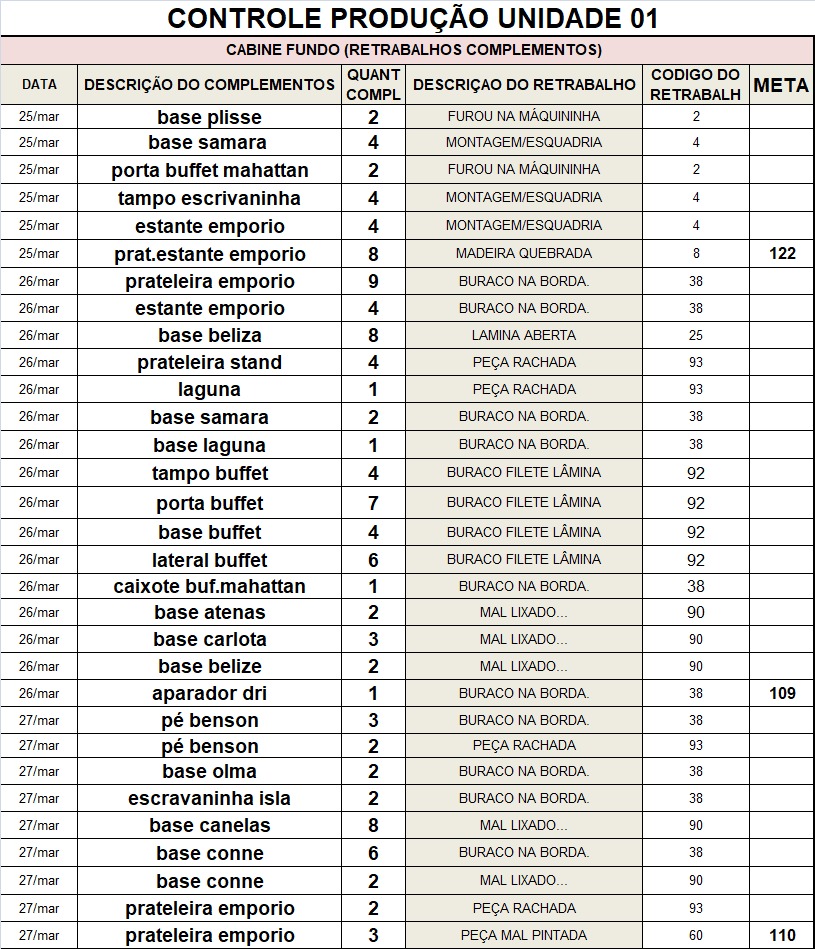 CONTROLE PRODUÇÃO UNIDADE 01
CABINE FUNDO (RETRABALHOS COMPLEMENTOS)
DATA DESCRIÇÃO DO COMPLEMENTOS QUANT COMPL DESCRIÇAO DO RETRABALHO CODIGO DO RETRABALH META
25/mar base plisse 2 FUROU NA MÁQUININHA 2
25/mar base samara 4 MONTAGEM/ESQUADRIA 4
25/mar porta buffet mahattan 2 FUROU NA MÁQUININHA 2
25/mar tampo escrivaninha 4 MONTAGEM/ESQUADRIA 4
25/mar estante emporio 4 MONTAGEM/ESQUADRIA 4
25/mar prat.estante emporio 8 MADEIRA QUEBRADA 8 122
26/mar prateleira emporio 9 BURACO NA BORDA. 38
26/mar estante emporio 4 BURACO NA BORDA. 38
26/mar base beliza 8 LAMINA ABERTA 25
26/mar prateleira stand 4 PEÇA RACHADA 93
26/mar laguna 1 PEÇA RACHADA 93
26/mar base samara 2 BURACO NA BORDA. 38
26/mar base laguna 1 BURACO NA BORDA. 38
26/mar tampo buffet 4 BURACO FILETE LÂMINA 92
26/mar porta buffet 7 BURACO FILETE LÂMINA 92
26/mar base buffet 4 BURACO FILETE LÂMINA 92
26/mar lateral buffet 6 BURACO FILETE LÂMINA 92
26/mar caixote buf.mahattan 1 BURACO NA BORDA. 38
26/mar base atenas 2 MAL LIXADO... 90
26/mar base carlota 3 MAL LIXADO... 90
26/mar base belize 2 MAL LIXADO... 90
26/mar aparador dri 1 BURACO NA BORDA. 38 109
27/mar pé benson 3 BURACO NA BORDA. 38
27/mar pé benson 2 PEÇA RACHADA 93
27/mar base olma 2 BURACO NA BORDA. 38
27/mar escravaninha isla 2 BURACO NA BORDA. 38
27/mar base canelas 8 MAL LIXADO... 90
27/mar base conne 6 BURACO NA BORDA. 38
27/mar base conne 2 MAL LIXADO... 90
27/mar prateleira emporio 2 PEÇA RACHADA 93
27/mar prateleira emporio 3 PEÇA MAL PINTADA 60 110